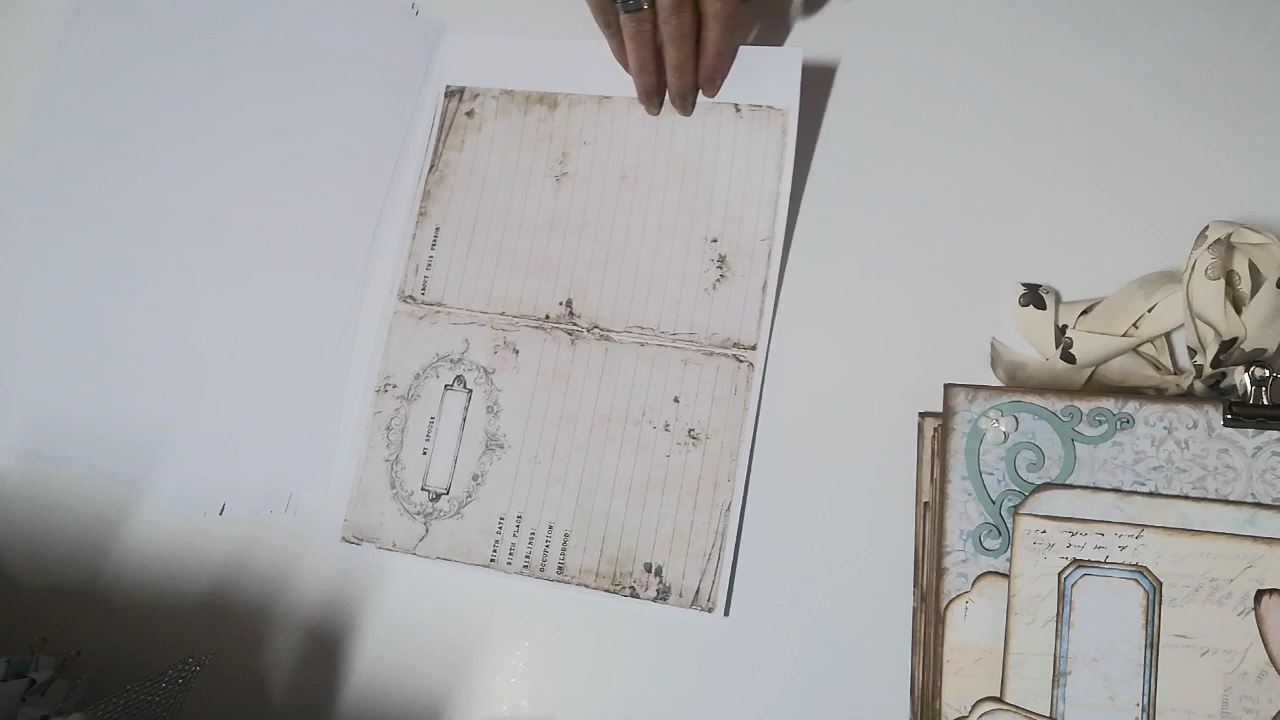 ABOUT THIS PERSON:
MY SPOUSE
BIRTH DATE:
BIRTH PLACE:
SIBLINGS:
OCCUPATION:
CHILDHOOD: